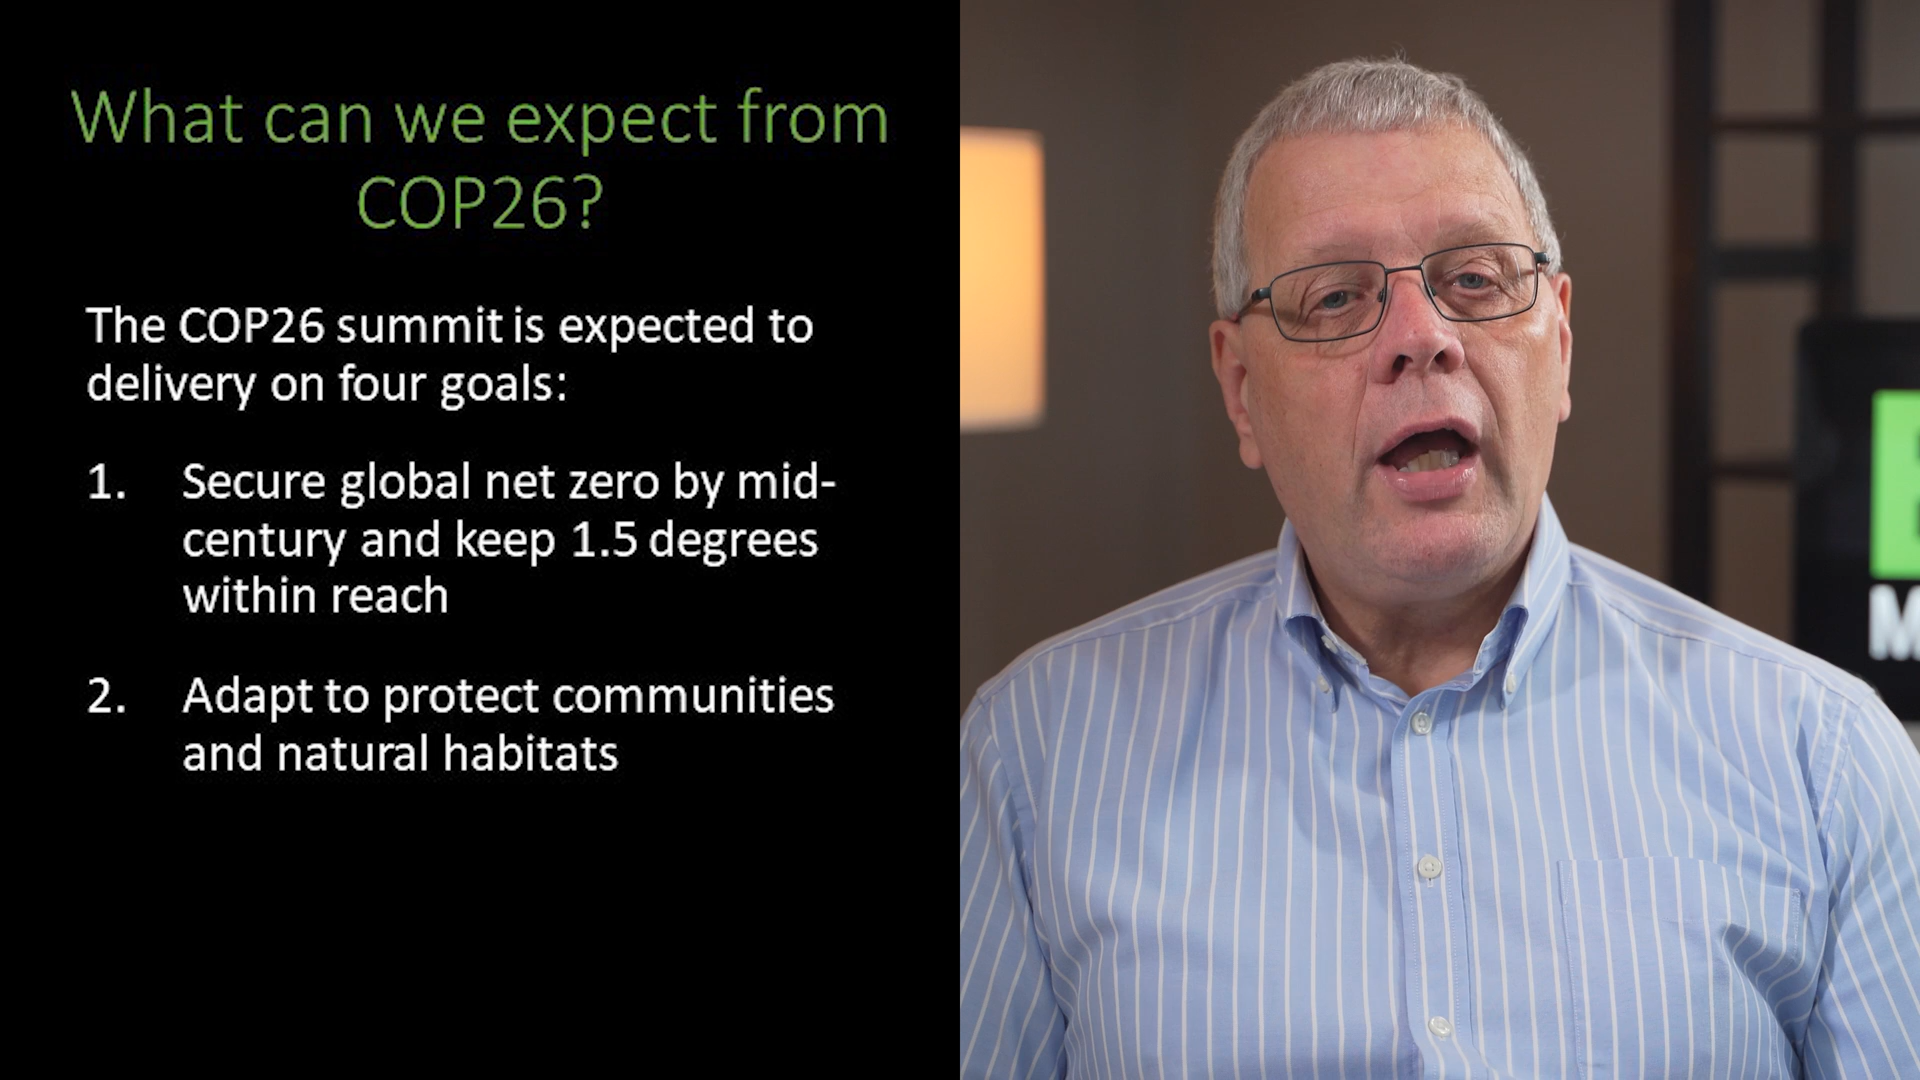 What can we expect from
COP26?
The COP26 summit is expected to
delivery on four goals:
1. Secure global net zero by mid-
century and keep 1.5 degrees
within reach
2. Adapt to protect communities
and natural habitats
M